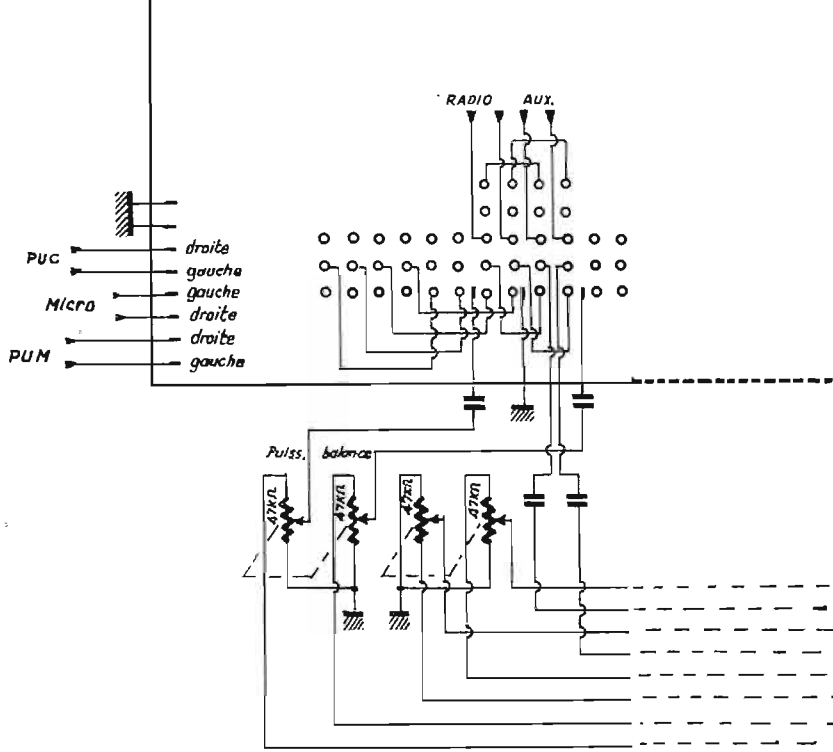 RADIO AUX.
droite
PUC
gauche
gauche
Micro
droite
droite
PUM
gauche
Puiss. balance
47KΩ
47KΩ
47KΩ
47KΩ